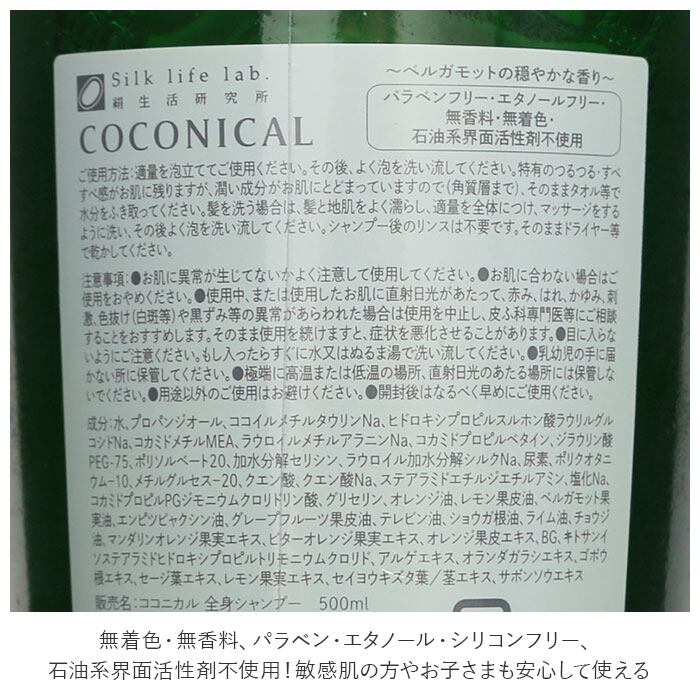 Silk life lab.
絹生活研究所
COCONICAL
～ベルガモットの穏やかな香り～
パラベンフリー・エタノールフリー・
無香料・無着色・
石油系界面活性剤不使用
ご使用方法：適量を泡立ててご使用ください。その後、よく泡を洗い流してください。特有のつるつる・すべ
すべ感がお肌に残りますが、潤い成分がお肌にとどまっていますので（角質層まで）、そのままタオル等で
水分をふき取ってください。髪を洗う場合は、髪と地肌をよく濡らし、適量を全体につけ、マッサージをする
ように洗い、その後よく泡を洗い流してください。シャンプー後のリンスは不要です。そのままドライヤー等
で乾かしてください。
注意事項：●お肌に異常が生じてないかよく注意して使用してください。●お肌に合わない場合はご
使用をおやめください。●使用中、または使用したお肌に直射日光があたって、赤み、はれ、かゆみ、刺
激、色抜け（白斑等）や黒ずみ等の異常があらわれた場合は使用を中止し、皮ふ科専門医等にご相談
することをおすすめします。そのまま使用を続けますと、症状を悪化させることがあります。●目に入らな
いようにご注意ください。もし入ったらすぐに水又はぬるま湯で洗い流してください。●乳幼児の手に届
かない所に保管してください。●極端に高温または低温の場所、直射日光のあたる場所には保管しな
いでください。●用途以外のご使用はお避けください。●開封後はなるべく早めにご使用ください。
成分：水、プロパンジオール、ココイルメチルタウリンNa、ヒドロキシプロピルスルホン酸ラウリルグル
コシドNa、コカミドメチルMEA、ラウロイルメチルアラニンNa、コカミドプロピルベタイン、ジラウリン酸
PEG-75、ポリソルベート20、加水分解セリシン、ラウロイル加水分解シルクNa、尿素、ポリクオタニ
ウム-10、メチルグルセス-20、クエン酸、クエン酸Na、ステアラミドエチルジエチルアミン、塩化Na、
コカミドプロピルPGジモニウムクロリドリン酸、グリセリン、オレンジ油、レモン果皮油、ベルガモット果
実油、エンピツビャクシン油、グレープフルーツ果皮油、テレビン油、ショウガ根油、ライム油、チョウジ
油、マンダリンオレンジ果実エキス、ビターオレンジ果実エキス、オレンジ果皮エキス、BG、キトサン、イ
ソステアラミドヒドロキシプロピルトリモニウムクロリド、アルゲエキス、オランダガラシエキス、ゴボウ
根エキス、セージ葉エキス、レモン果実エキス、セイヨウキズタ葉／茎エキス、サボンソウエキス
販売名：ココニカル 全身シャンプー 500ml
無着色・無香料、パラベン・エタノール・シリコンフリー、
石油系界面活性剤不使用！敏感肌の方やお子さまも安心して使える